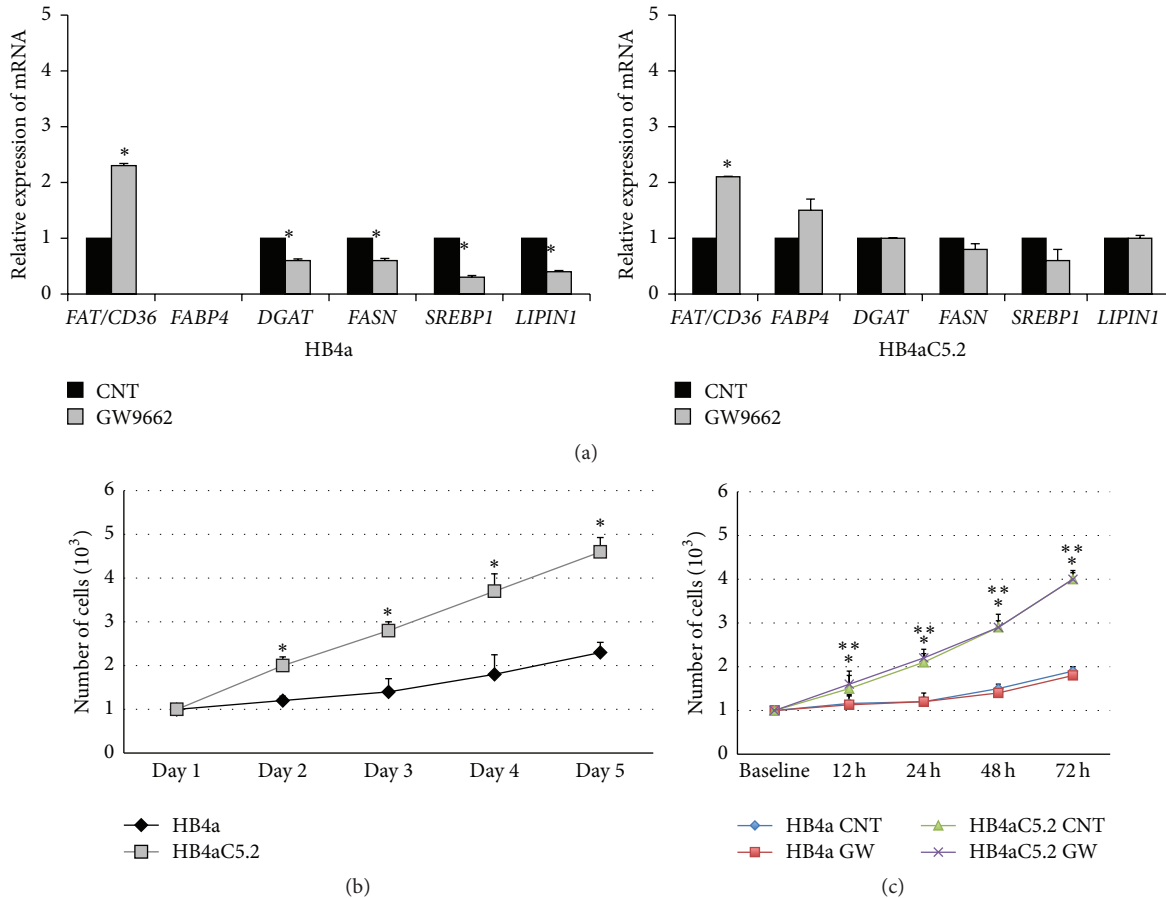 Relative expression of mRNA
5
4
3
2
1
0
*
*
*
*
*
FAT/CD36 FABP4 DGAT FASN SREBP1 LIPIN1
HB4a
CNT
GW9662
Relative expression of mRNA
5
4
3
2
1
0
*
FAT/CD36 FABP4 DGAT FASN SREBP1 LIPIN1
HB4aC5.2
CNT
GW9662
(a)
Number of cells (10³)
6
5
4
3
2
1
0
*
*
*
*
Day 1 Day 2 Day 3 Day 4 Day 5
HB4a
HB4aC5.2
(b)
Number of cells (10³)
6
5
4
3
2
1
0
**
*
**
*
**
*
**
*
Baseline 12 h 24 h 48 h 72 h
HB4a CNT HB4aC5.2 CNT
HB4a GW HB4aC5.2 GW
(c)